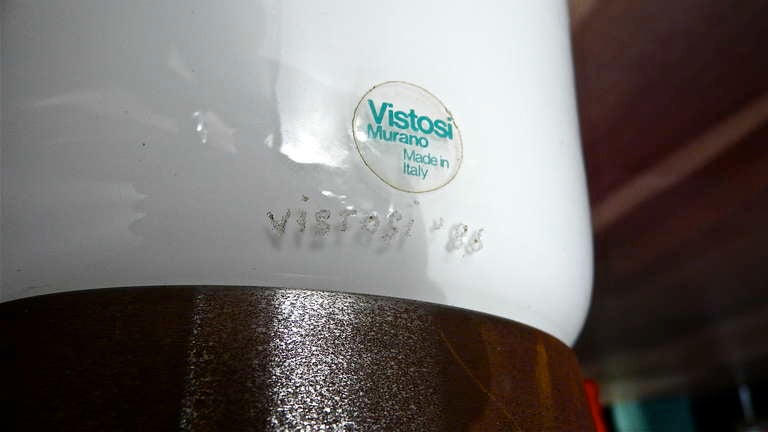 Vistosi
Murano
Made in
Italy
VISTOSI '86